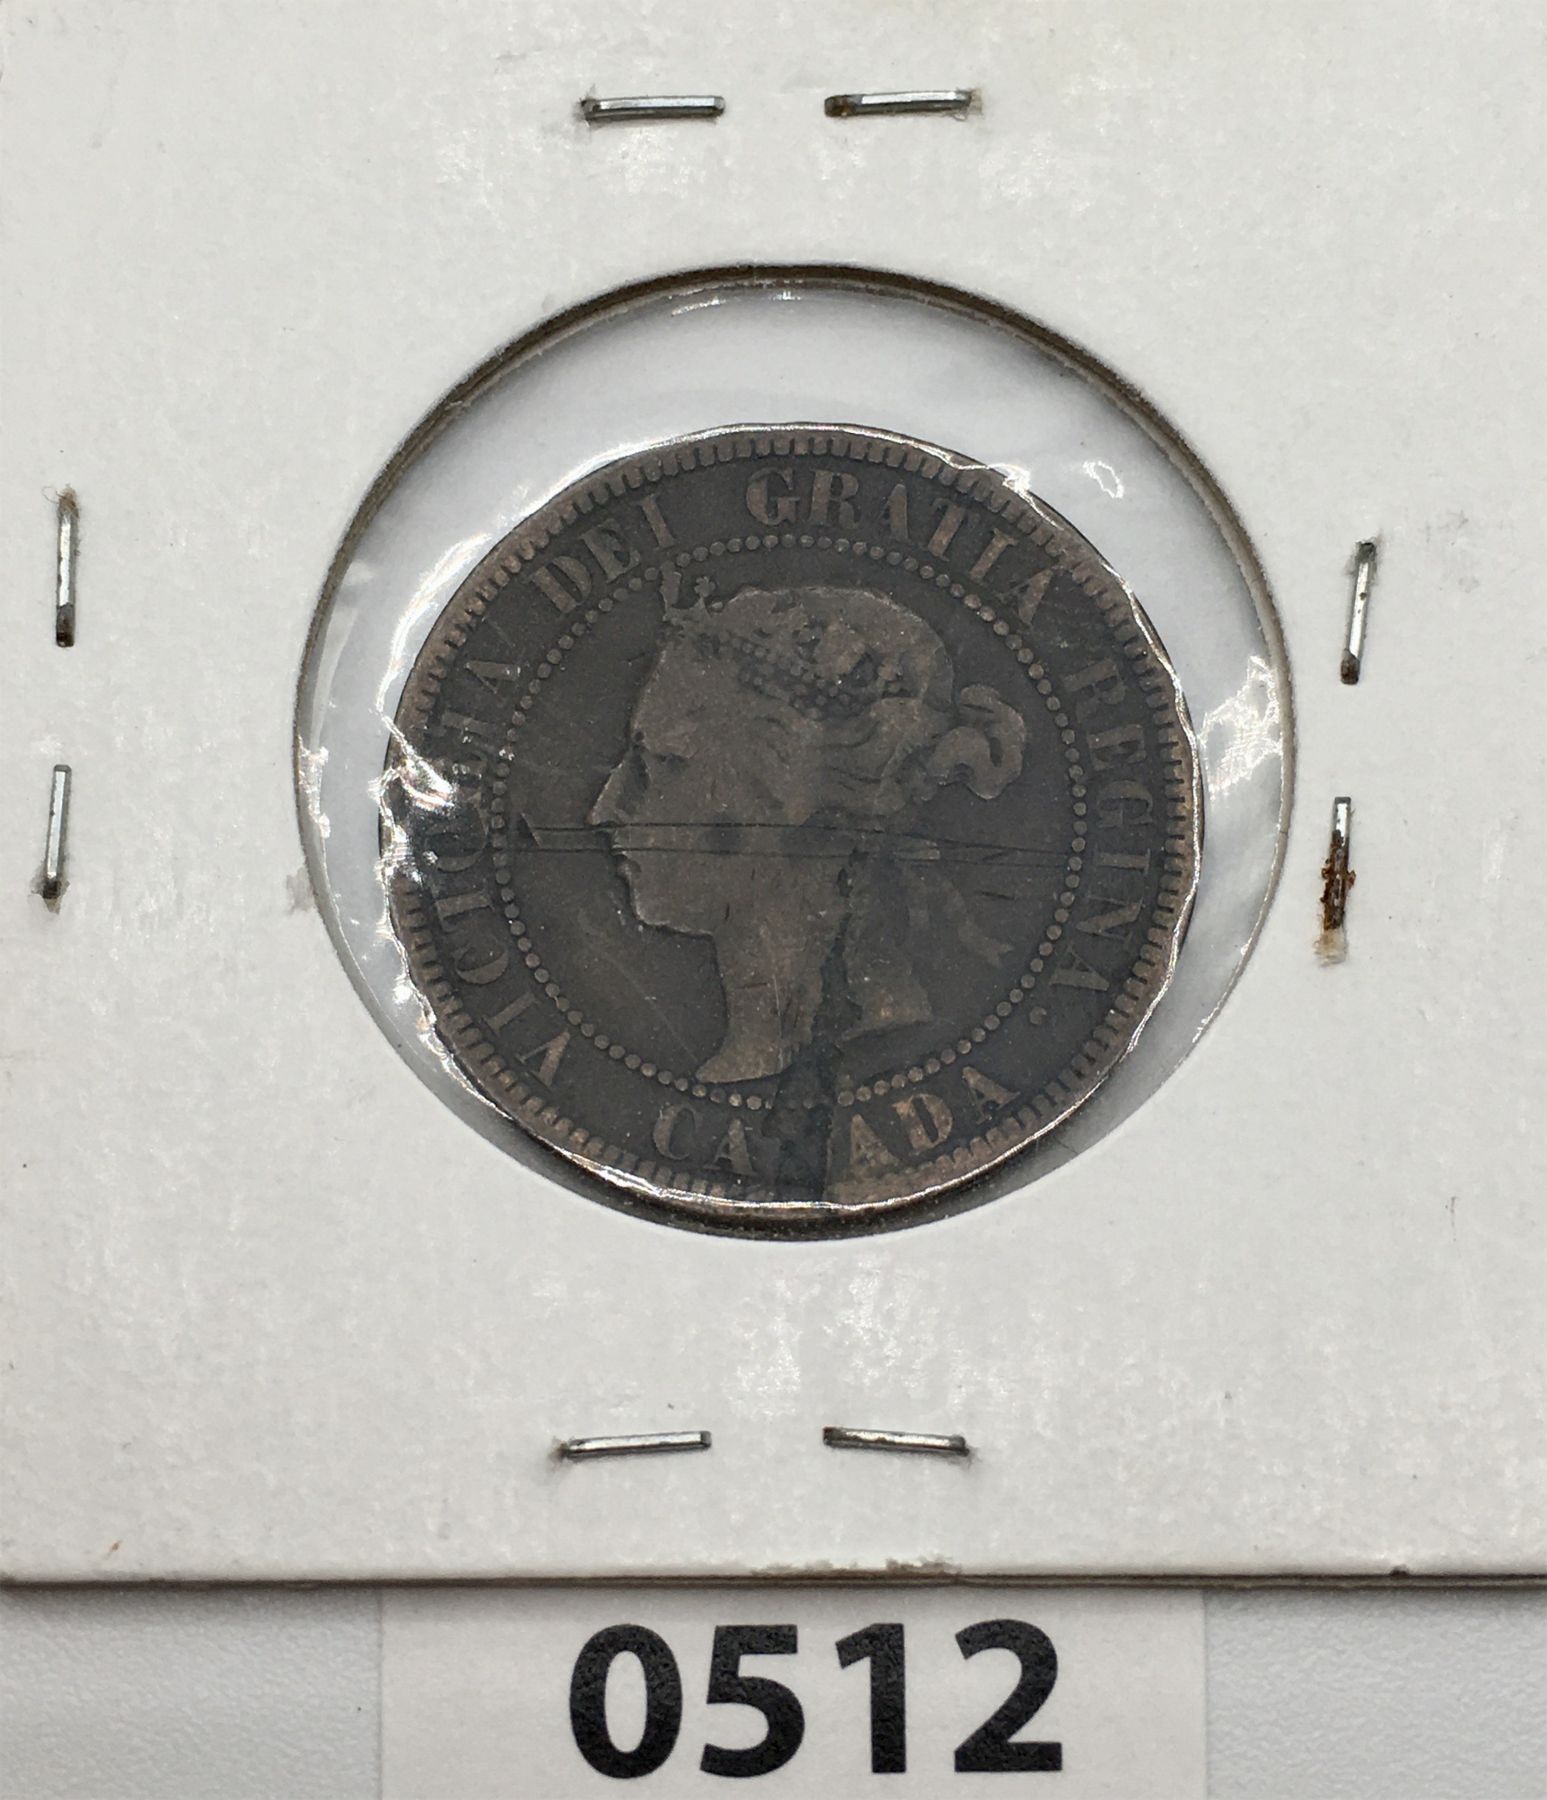 VICTORIA DEI GRATIA REGINA.
CANADA
0512